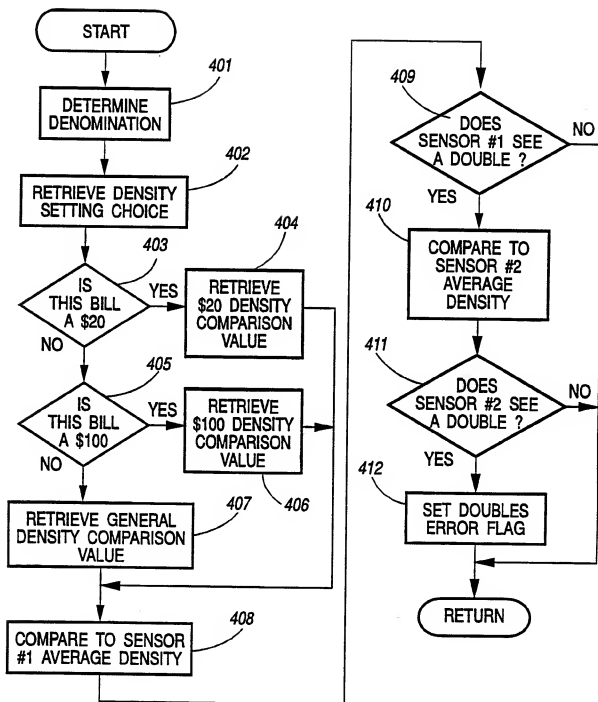 START
401
DETERMINE
DENOMINATION
402
RETRIEVE DENSITY
SETTING CHOICE
403
IS
THIS BILL
A $20
YES
NO
404
RETRIEVE
$20 DENSITY
COMPARISON
VALUE
405
IS
THIS BILL
A $100
YES
NO
RETRIEVE
$100 DENSITY
COMPARISON
VALUE
406
407
RETRIEVE GENERAL
DENSITY COMPARISON
VALUE
408
COMPARE TO SENSOR
#1 AVERAGE DENSITY
409
DOES
SENSOR #1 SEE
A DOUBLE ?
NO
YES
410
COMPARE TO
SENSOR #2
AVERAGE
DENSITY
411
DOES
SENSOR #2 SEE
A DOUBLE ?
NO
YES
412
SET DOUBLES
ERROR FLAG
RETURN